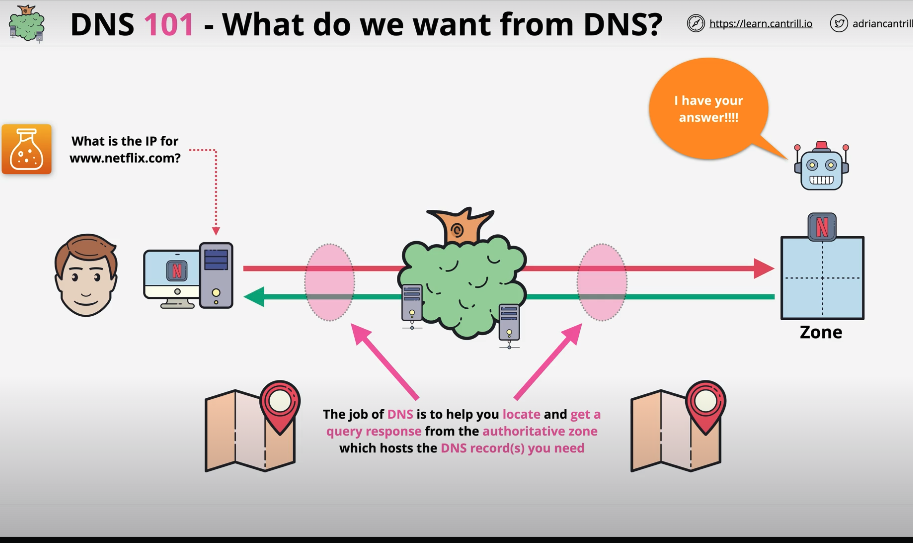 DNS 101 - What do we want from DNS?
https://learn.cantrill.io
adriancantrill
I have your
answer!!!!
What is the IP for
www.netflix.com?
N
N
Zone
The job of DNS is to help you locate and get a
query response from the authoritative zone
which hosts the DNS record(s) you need